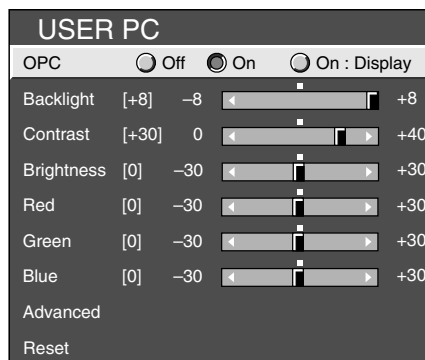 USER PC
OPC Off On On : Display
Backlight [+8] –8 +8
Contrast [+30] 0 +40
Brightness [0] –30 +30
Red [0] –30 +30
Green [0] –30 +30
Blue [0] –30 +30
Advanced
Reset